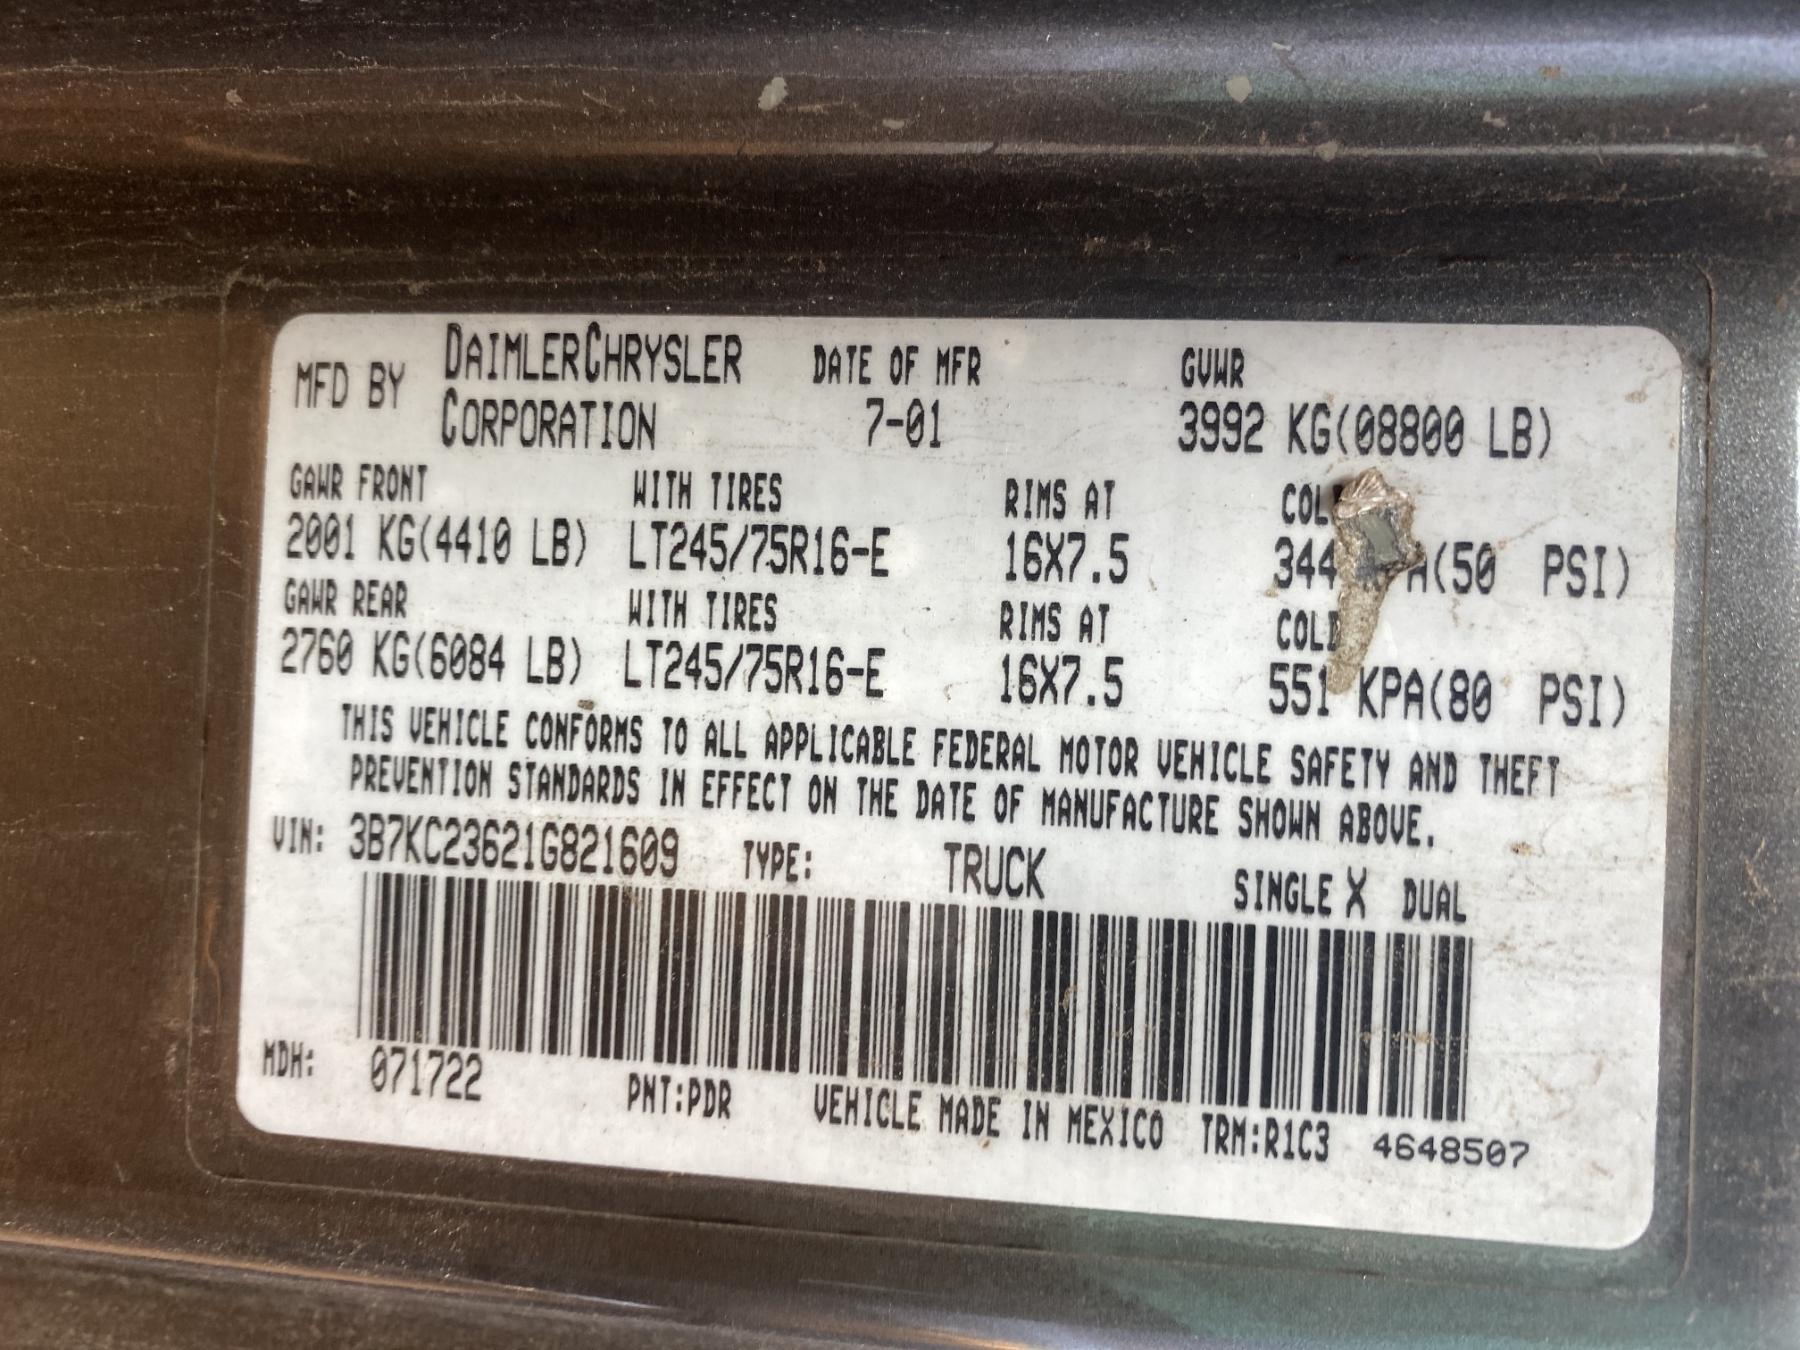 MFD BY DAIMLERCHRYSLER CORPORATION DATE OF MFR 7-01 GVWR 3992 KG(08800 LB)
GAWR FRONT WITH TIRES RIMS AT
2001 KG(4410 LB) LT245/75R16-E 16X7.5 344 (50 PSI)
GAWR REAR WITH TIRES RIMS AT COLD
2760 KG(6084 LB) LT245/75R16-E 16X7.5 551 KPA(80 PSI)
THIS VEHICLE CONFORMS TO ALL APPLICABLE FEDERAL MOTOR VEHICLE SAFETY AND THEFT
PREVENTION STANDARDS IN EFFECT ON THE DATE OF MANUFACTURE SHOWN ABOVE.
VIN: 3B7KC23621G821609 TYPE: TRUCK SINGLE X DUAL
MDH: 071722 PNT:PDR VEHICLE MADE IN MEXICO TRM:R1C3 4648507